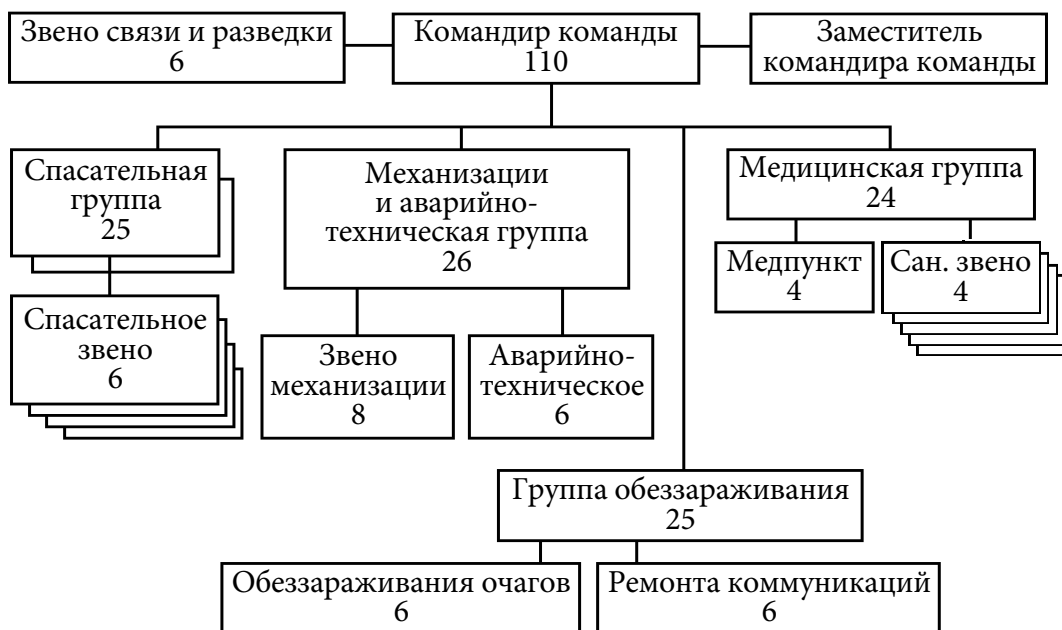 Звено связи и разведки
6
Командир команды
110
Заместитель
командира команды
Спасательная
группа
25
Механизации
и аварийно-
техническая группа
26
Медицинская группа
24
Медпункт
4
Сан. звено
4
Спасательное
звено
6
Звено
механизации
8
Аварийно-
техническое
6
Группа обеззараживания
25
Обеззараживания очагов
6
Ремонта коммуникаций
6